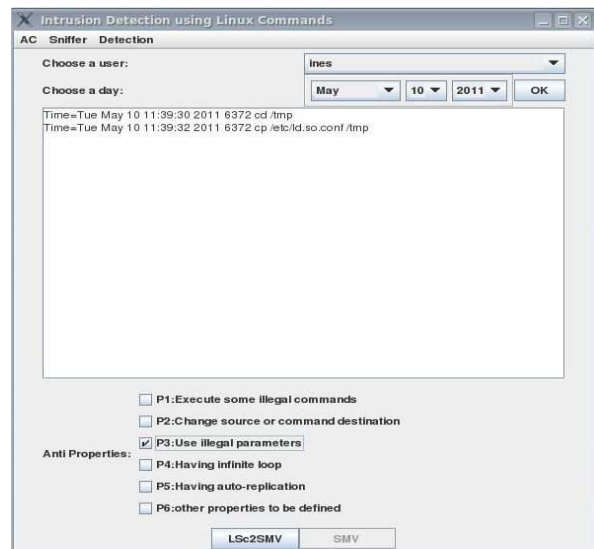 Intrusion Detection using Linux Commands
AC Sniffer Detection
Choose a user: ines
Choose a day: May 10 2011 OK
Time=Tue May 10 11:39:30 2011 6372 cd /tmp
Time=Tue May 10 11:39:32 2011 6372 cp /etc/ld.so.conf /tmp
P1:Execute some illegal commands
P2:Change source or command destination
P3:Use illegal parameters
Anti Properties:
P4:Having infinite loop
P5:Having auto-replication
P6:other properties to be defined
LSc2SMV SMV